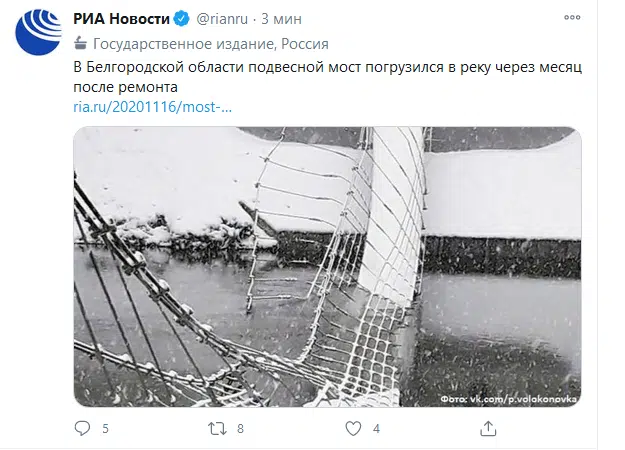 РИА Новости @rianru · 3 мин
Государственное издание, Россия
В Белгородской области подвесной мост погрузился в реку через месяц
после ремонта
ria.ru/20201116/most-...
Фото: vk.com/p.volokonovka
5 8 4